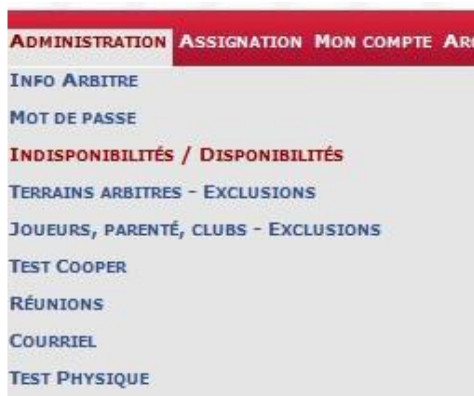 ADMINISTRATION ASSIGNATION MON COMPTE
INFO ARBITRE
MOT DE PASSE
INDISPONIBILITÉS / DISPONIBILITÉS
TERRAINS ARBITRES - EXCLUSIONS
JOUEURS, PARENTÉ, CLUBS - EXCLUSIONS
TEST COOPER
RÉUNIONS
COURRIEL
TEST PHYSIQUE